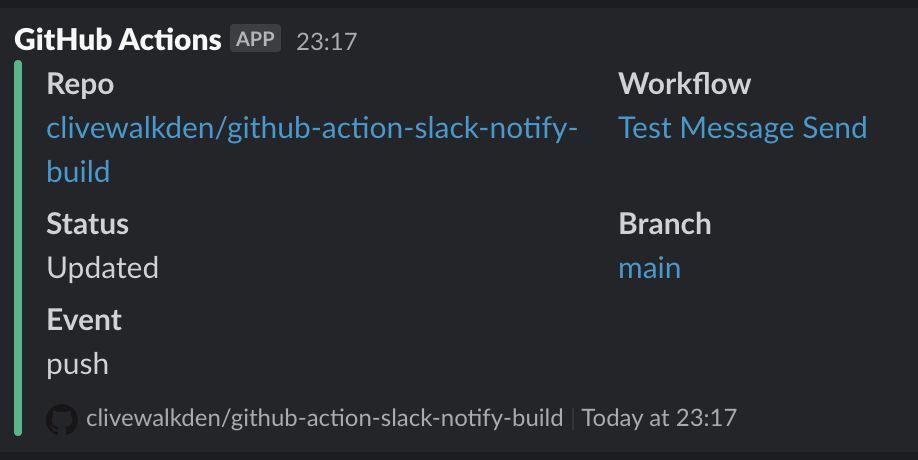 GitHub Actions APP 23:17
Repo
Workflow
clivewalkden/github-action-slack-notify-
build
Test Message Send
Status
Branch
Updated
main
Event
push
clivewalkden/github-action-slack-notify-build | Today at 23:17